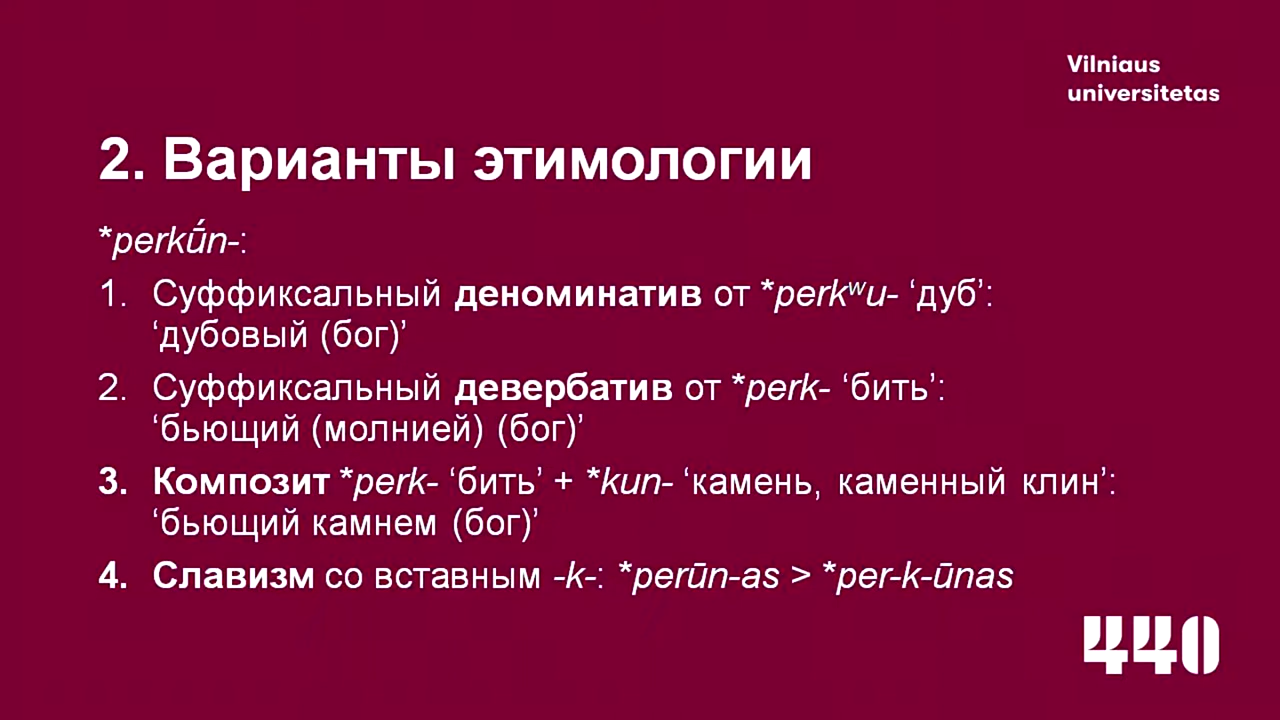 Vilniaus
universitetas
2. Варианты этимологии
*perkū́n-:
1. Суффиксальный деноминатив от *perkʷu- ‘дуб’:
‘дубовый (бог)’
2. Суффиксальный девербатив от *perk- ‘бить’:
‘бьющий (молнией) (бог)’
3. Композит *perk- ‘бить’ + *kun- ‘камень, каменный клин’:
‘бьющий камнем (бог)’
4. Славизм со вставным -k-: *perūn-as > *per-k-ūnas
440